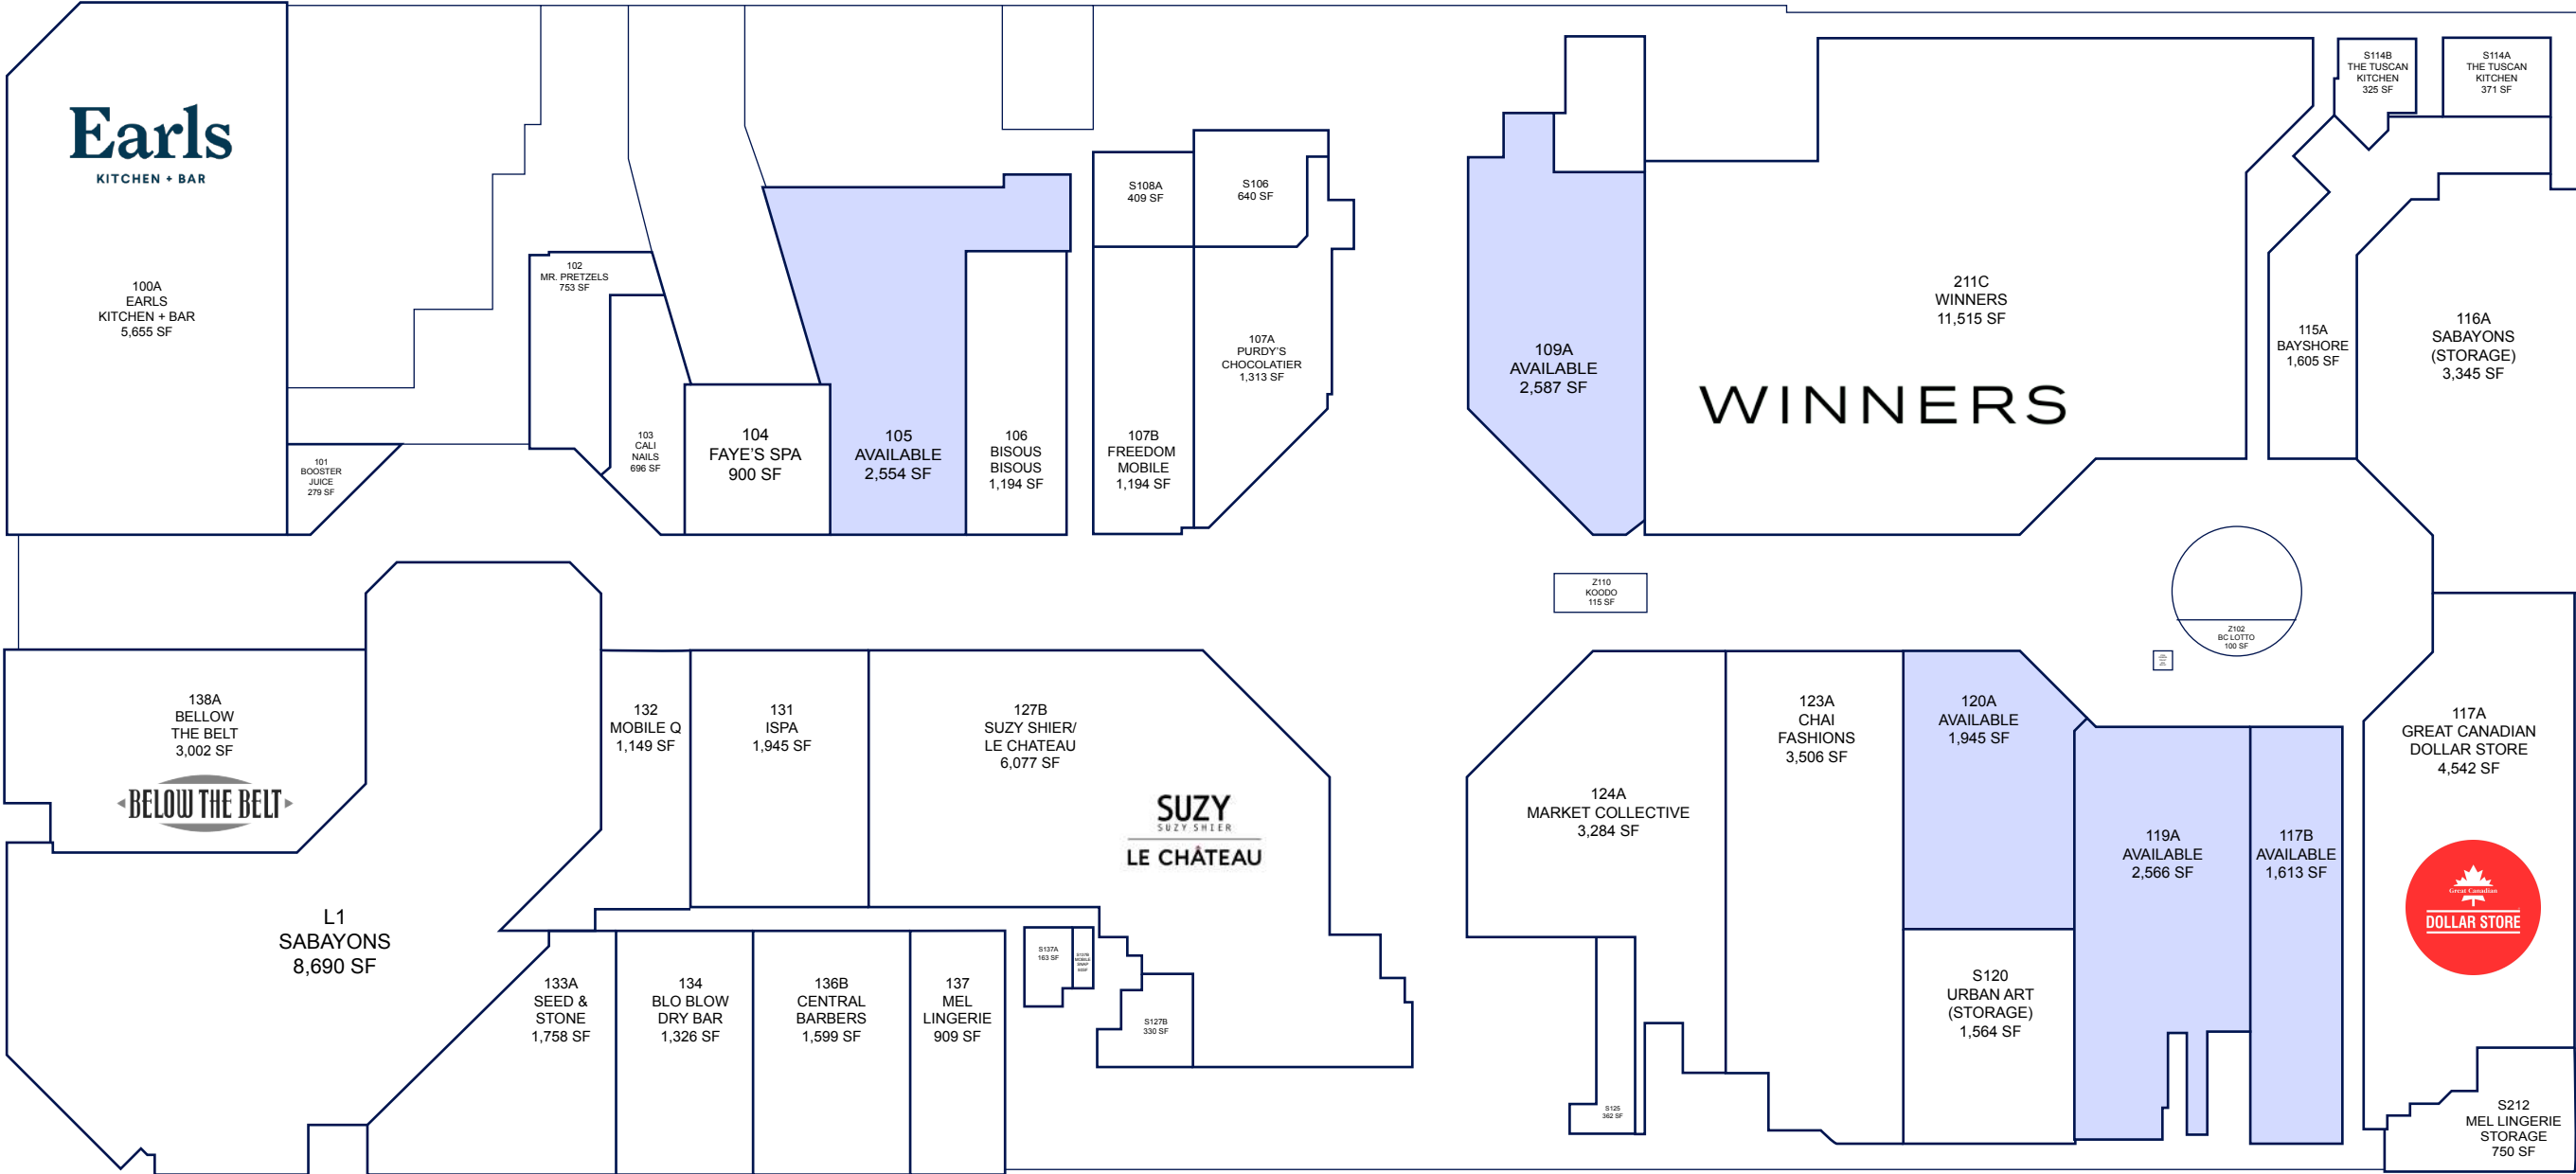 Earls
KITCHEN + BAR
100A
EARLS
KITCHEN + BAR
5,655 SF
101
BOOSTER
JUICE
279 SF
102
MR. PRETZELS
753 SF
103
CALI
NAILS
696 SF
104
FAYE'S SPA
900 SF
105
AVAILABLE
2,554 SF
106
BISOUS
BISOUS
1,194 SF
S108A
409 SF
S106
640 SF
107B
FREEDOM
MOBILE
1,194 SF
107A
PURDY'S
CHOCOLATIER
1,313 SF
109A
AVAILABLE
2,587 SF
211C
WINNERS
11,515 SF
WINNERS
S114B
THE TUSCAN
KITCHEN
325 SF
S114A
THE TUSCAN
KITCHEN
371 SF
115A
BAYSHORE
1,605 SF
116A
SABAYONS
(STORAGE)
3,345 SF
Z110
KOODO
115 SF
Z102
BC LOTTO
100 SF
138A
BELLOW
THE BELT
3,002 SF
BELOW THE BELT
L1
SABAYONS
8,690 SF
132
MOBILE Q
1,149 SF
131
ISPA
1,945 SF
127B
SUZY SHIER/
LE CHATEAU
6,077 SF
SUZY
SUZY SHIER
LE CHÂTEAU
133A
SEED &
STONE
1,758 SF
134
BLO BLOW
DRY BAR
1,326 SF
136B
CENTRAL
BARBERS
1,599 SF
137
MEL
LINGERIE
909 SF
S137A
163 SF
S127B
330 SF
124A
MARKET COLLECTIVE
3,284 SF
S125
362 SF
123A
CHAI
FASHIONS
3,506 SF
120A
AVAILABLE
1,945 SF
S120
URBAN ART
(STORAGE)
1,564 SF
119A
AVAILABLE
2,566 SF
117B
AVAILABLE
1,613 SF
117A
GREAT CANADIAN
DOLLAR STORE
4,542 SF
Great Canadian
DOLLAR STORE
S212
MEL LINGERIE
STORAGE
750 SF